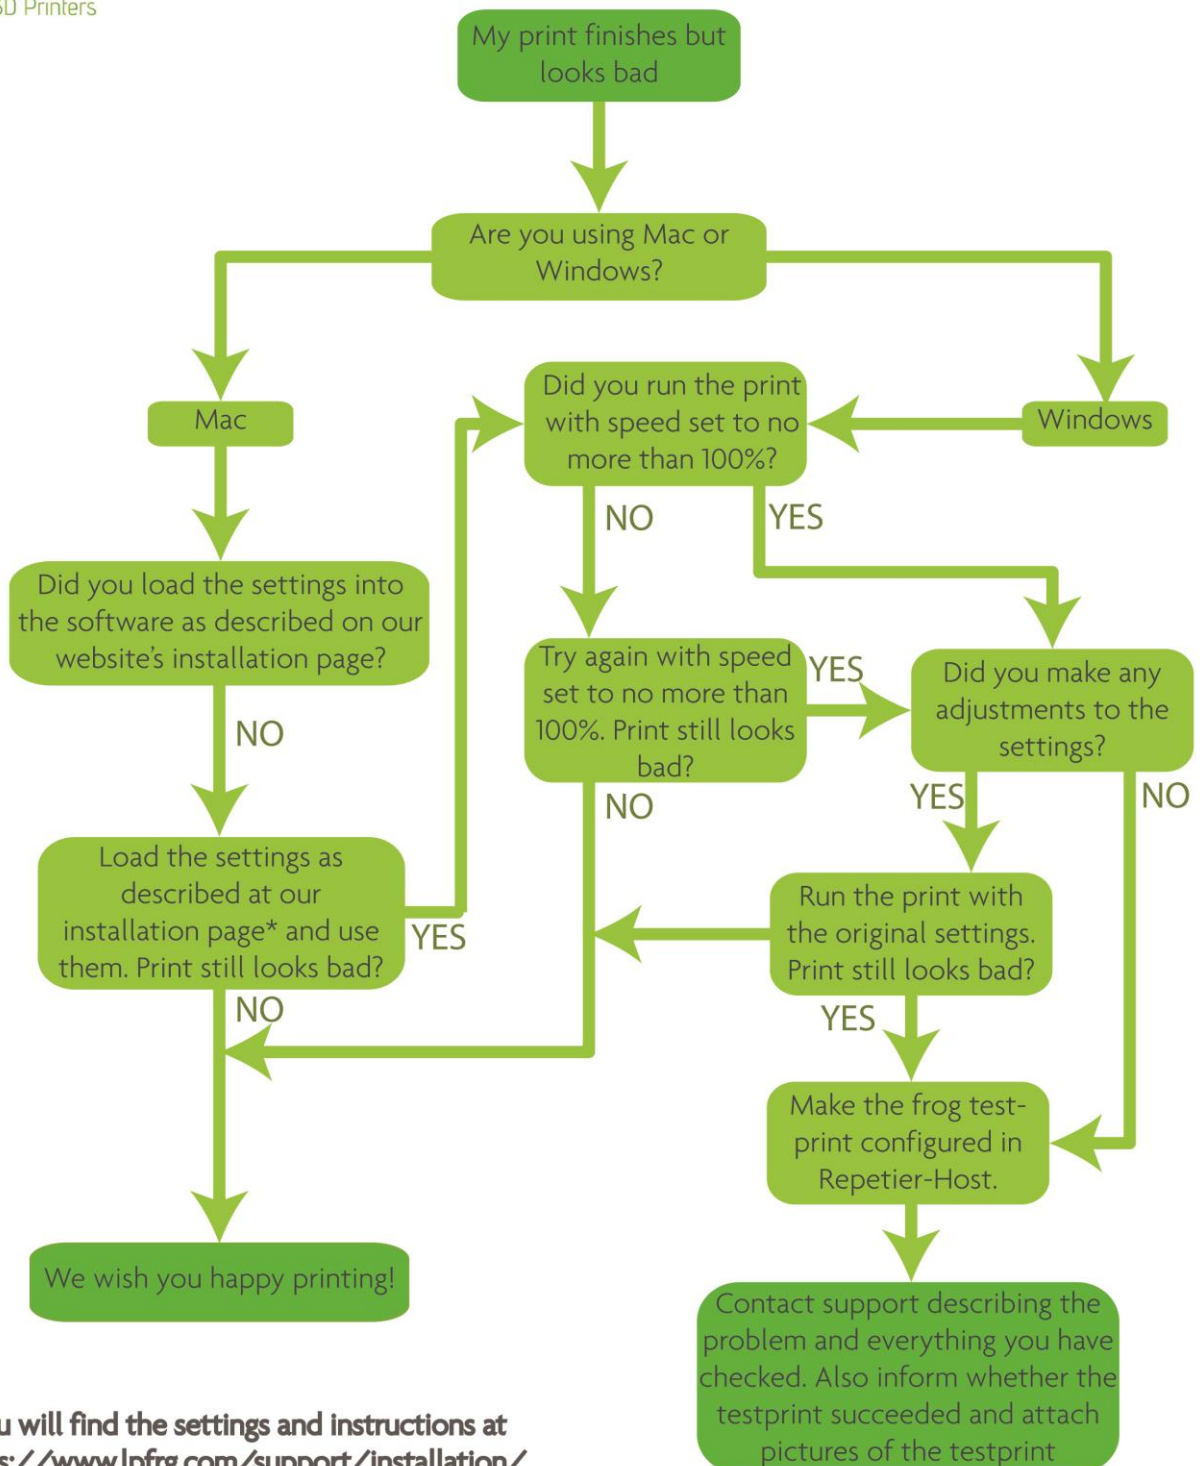 3D Printers
My print finishes but
looks bad
Are you using Mac or
Windows?
Mac
Did you run the print
with speed set to no
more than 100%?
Windows
NO
YES
Did you load the settings into
the software as described on our
website's installation page?
NO
Try again with speed
set to no more than
100%. Print still looks
bad?
YES
NO
Did you make any
adjustments to the
settings?
YES
NO
Load the settings as
described at our
installation page* and use
them. Print still looks bad?
YES
NO
Run the print with
the original settings.
Print still looks bad?
YES
Make the frog test-
print configured in
Repetier-Host.
We wish you happy printing!
Contact support describing the
problem and everything you have
checked. Also inform whether the
testprint succeeded and attach
pictures of the testprint
will find the settings and instructions at
://www.lpfrg.com/support/installation/